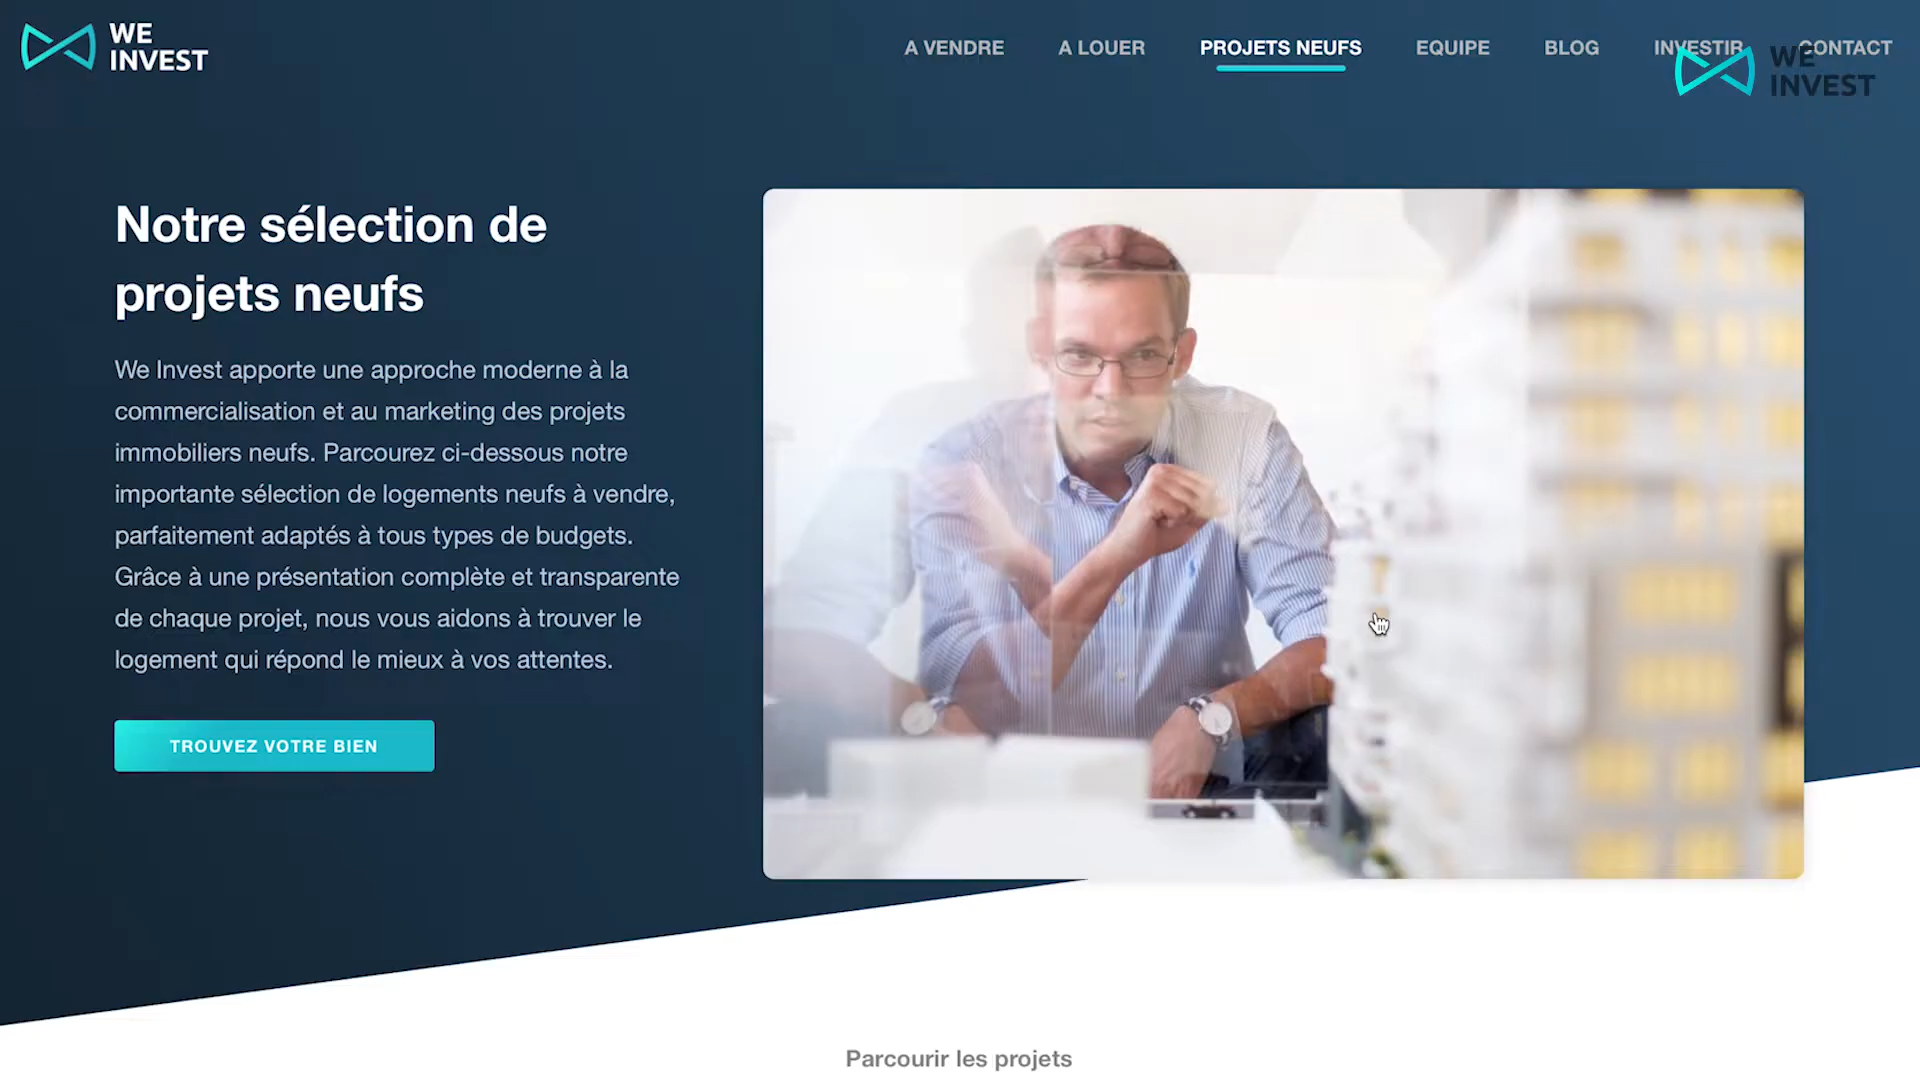 WE
INVEST
A VENDRE
A LOUER
PROJETS NEUFS
EQUIPE
BLOG
INVESTIR
CONTACT
WE
INVEST
Notre sélection de
projets neufs
We Invest apporte une approche moderne à la
commercialisation et au marketing des projets
immobiliers neufs. Parcourez ci-dessous notre
importante sélection de logements neufs à vendre,
parfaitement adaptés à tous types de budgets.
Grâce à une présentation complète et transparente
de chaque projet, nous vous aidons à trouver le
logement qui répond le mieux à vos attentes.
TROUVEZ VOTRE BIEN
Parcourir les projets